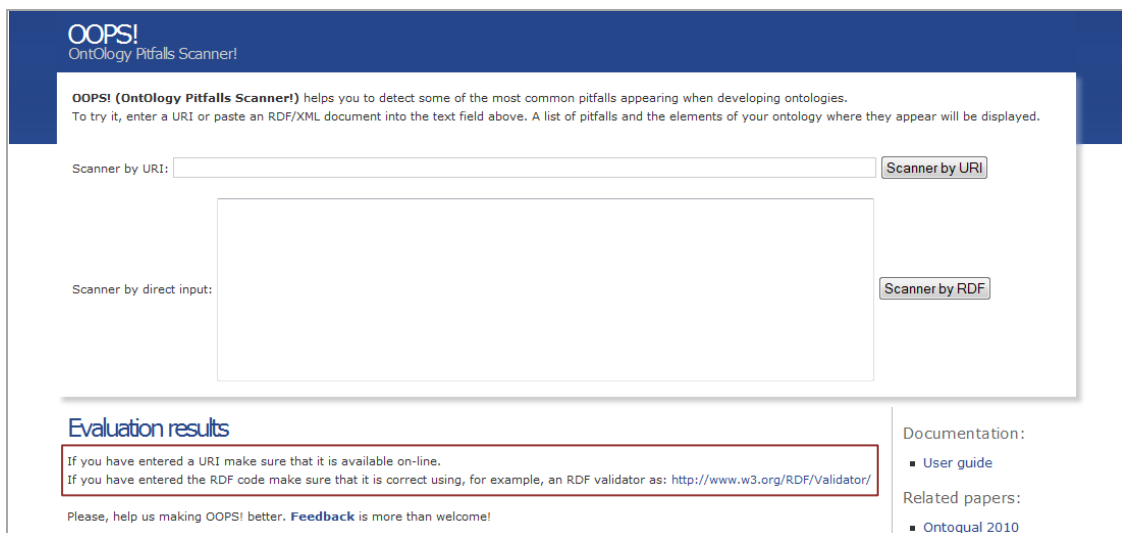 OOPS!
OntOlogy Pitfalls Scanner!
OOPS! (OntOlogy Pitfalls Scanner!) helps you to detect some of the most common pitfalls appearing when developing ontologies.
To try it, enter a URI or paste an RDF/XML document into the text field above. A list of pitfalls and the elements of your ontology where they appear will be displayed.
Scanner by URI:
Scanner by URI
Scanner by direct input:
Scanner by RDF
Evaluation results
If you have entered a URI make sure that it is available on-line.
If you have entered the RDF code make sure that it is correct using, for example, an RDF validator as: http://www.w3.org/RDF/Validator/
Please, help us making OOPS! better. Feedback is more than welcome!
Documentation:
User guide
Related papers:
Ontoqual 2010